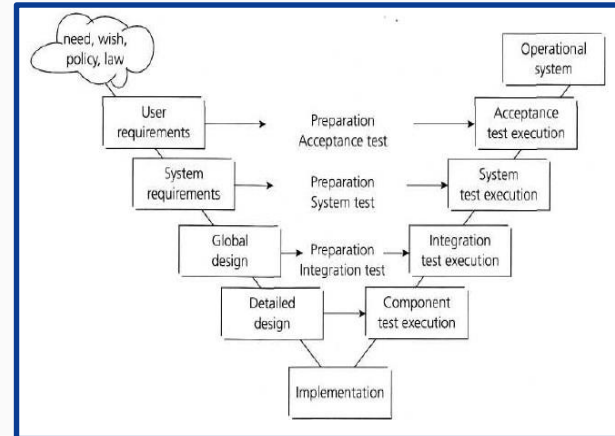 need, wish,
policy, law
Operational
system
User
requirements
Preparation
Acceptance test
Acceptance
test execution
System
requirements
Preparation
System test
System
test execution
Global
design
Preparation
Integration test
Integration
test execution
Detailed
design
Component
test execution
Implementation